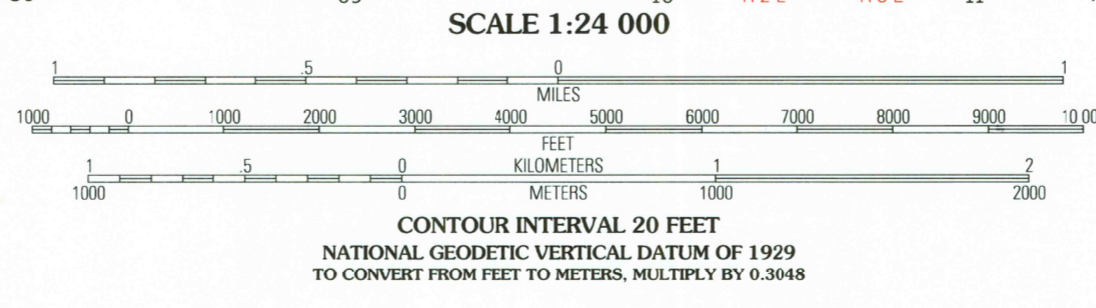 SCALE 1:24 000
1 .5 0 1
MILES
1000 0 1000 2000 3000 4000 5000 6000 7000 8000 9000 10 00
FEET
1 .5 0 KILOMETERS 1 2
1000 0 METERS 1000 2000
CONTOUR INTERVAL 20 FEET
NATIONAL GEODETIC VERTICAL DATUM OF 1929
TO CONVERT FROM FEET TO METERS, MULTIPLY BY 0.3048